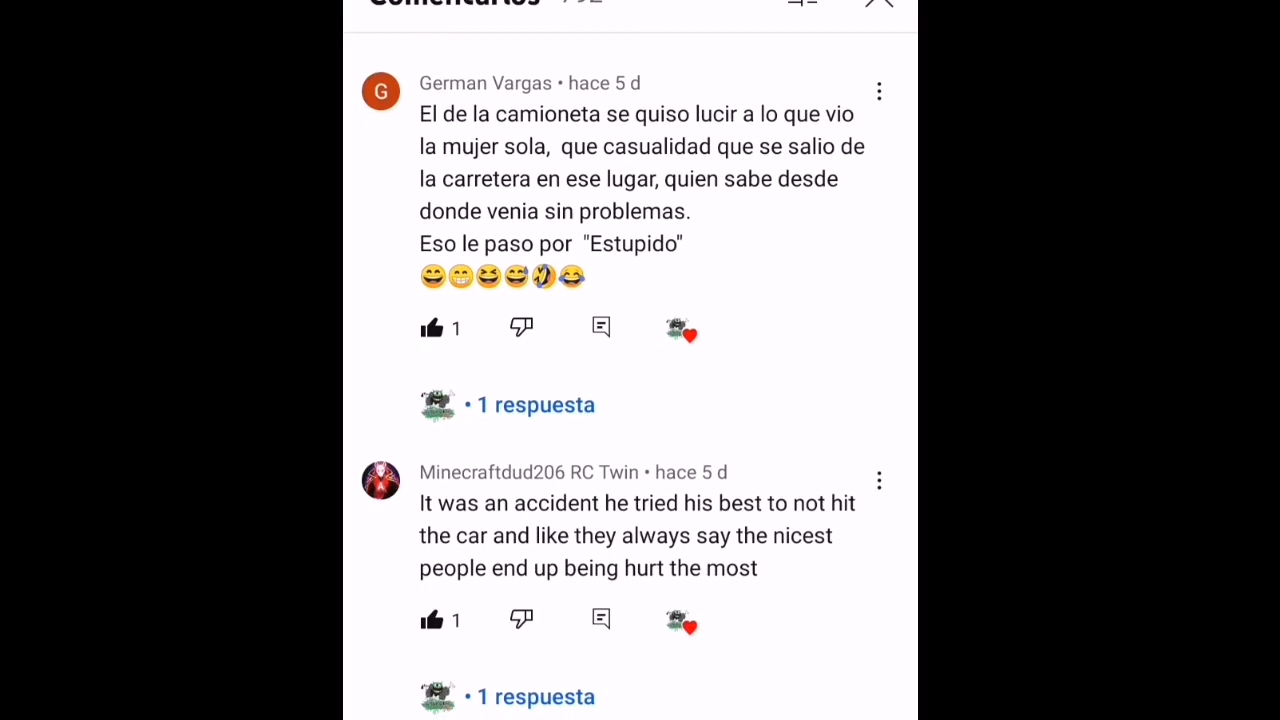 Comentarios 792
German Vargas • hace 5 d
El de la camioneta se quiso lucir a lo que vio
la mujer sola,  que casualidad que se salio de
la carretera en ese lugar, quien sabe desde
donde venia sin problemas.
Eso le paso por  "Estupido"
😄😁😆😅🤣😂
1
• 1 respuesta
Minecraftdud206 RC Twin • hace 5 d
It was an accident he tried his best to not hit
the car and like they always say the nicest
people end up being hurt the most
1
• 1 respuesta